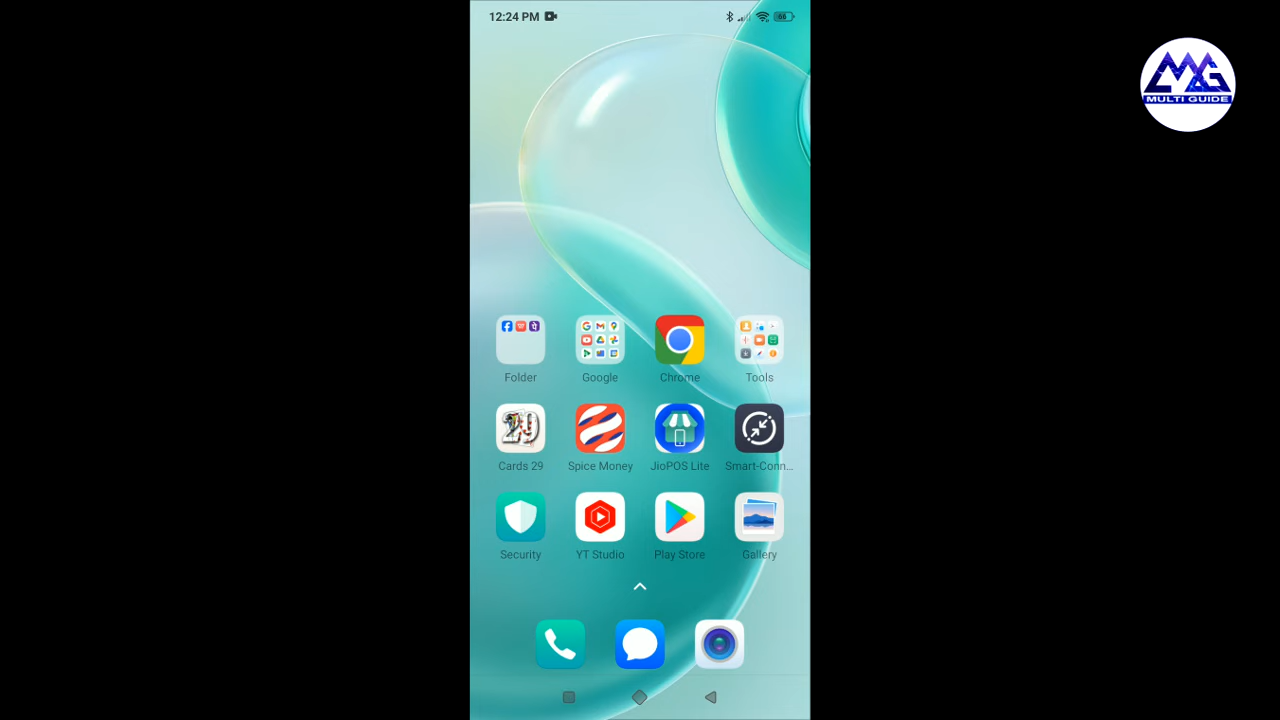 12:24 PM
66
MULTI GUIDE
Folder
Google
Chrome
Tools
Cards 29
Spice Money
JioPOS Lite
Smart-Conn...
Security
YT Studio
Play Store
Gallery